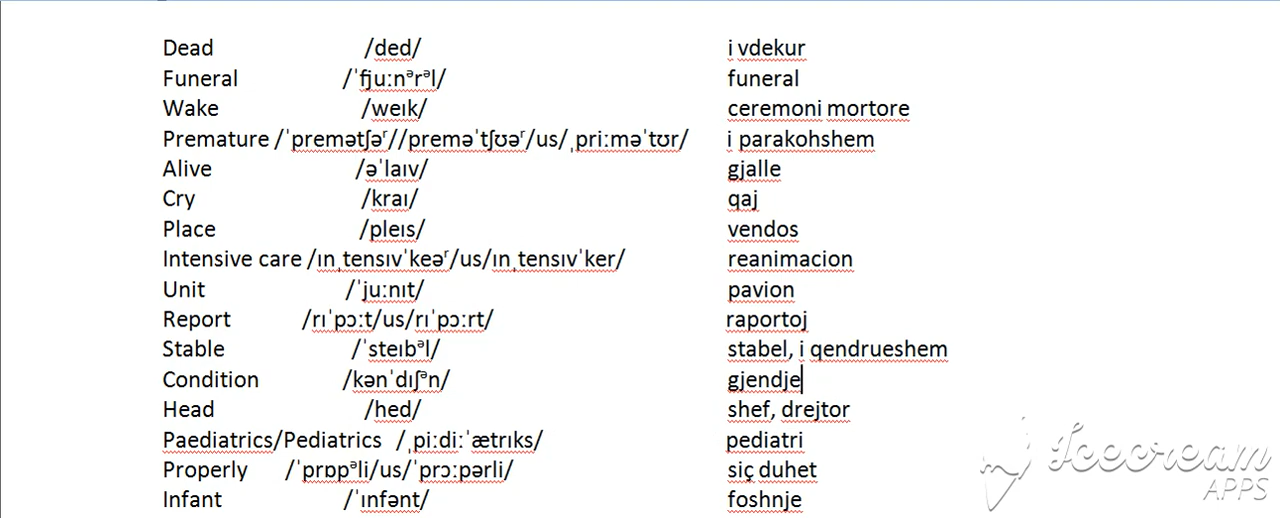 Dead /ded/ i vdekur
Funeral /ˈfjuːnᵊrᵊl/ funeral
Wake /weɪk/ ceremoni mortore
Premature /ˈpremətʃəʳ//preməˈtʃʊəʳ/us/ˌpriːməˈtʊr/ i parakohshem
Alive /əˈlaɪv/ gjalle
Cry /kraɪ/ qaj
Place /pleɪs/ vendos
Intensive care /ɪnˌtensɪvˈkeəʳ/us/ɪnˌtensɪvˈker/ reanimacion
Unit /ˈjuːnɪt/ pavion
Report /rɪˈpɔːt/us/rɪˈpɔːrt/ raportoj
Stable /ˈsteɪbᵊl/ stabel, i qendrueshem
Condition /kənˈdɪʃᵊn/ gjendje
Head /hed/ shef, drejtor
Paediatrics/Pediatrics /ˌpiːdiːˈætrɪks/ pediatri
Properly /ˈprɒpᵊli/us/ˈprɔːpərli/ siç duhet
Infant /ˈɪnfənt/ foshnje
Icecream
APPS